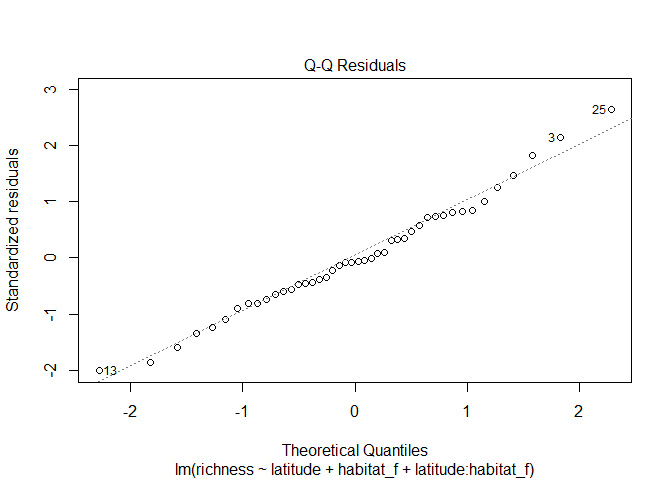 Q-Q Residuals
3
2
1
0
-1
-2
Standardized residuals
25
3
13
-2 -1 0 1 2
Theoretical Quantiles
lm(richness ~ latitude + habitat_f + latitude:habitat_f)